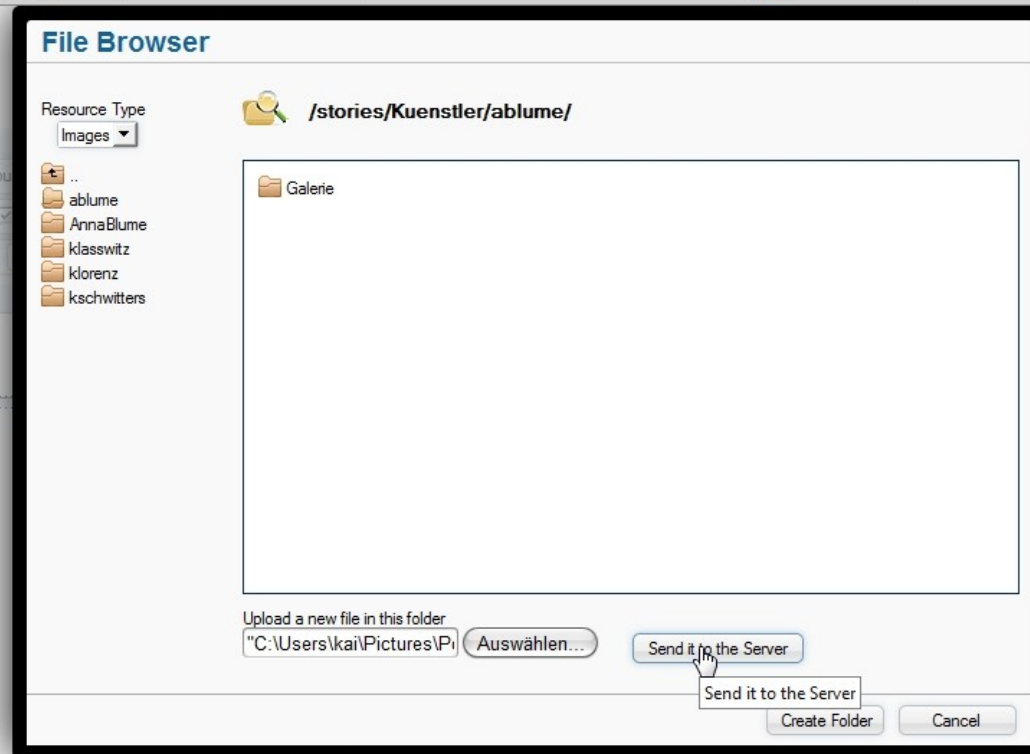 File Browser
Resource Type
Images
/stories/Kuenstler/ablume/
..
ablume
AnnaBlume
klasswitz
klorenz
kschwitters
Galerie
Upload a new file in this folder
"C:\Users\kai\Pictures\P
Auswählen...
Send it to the Server
Send it to the Server
Create Folder
Cancel